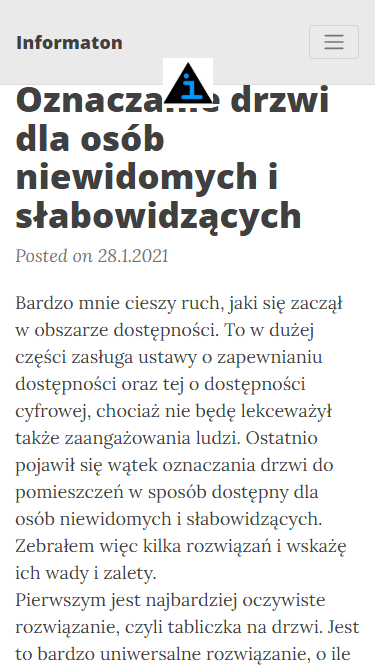 Informaton
Oznaczanie drzwi
dla osób
niewidomych i
słabowidzących
Posted on 28.1.2021
Bardzo mnie cieszy ruch, jaki się zaczął
w obszarze dostępności. To w dużej
części zasługa ustawy o zapewnianiu
dostępności oraz tej o dostępności
cyfrowej, chociaż nie będę lekceważył
także zaangażowania ludzi. Ostatnio
pojawił się wątek oznaczania drzwi do
pomieszczeń w sposób dostępny dla
osób niewidomych i słabowidzących.
Zebrałem więc kilka rozwiązań i wskażę
ich wady i zalety.
Pierwszym jest najbardziej oczywiste
rozwiązanie, czyli tabliczka na drzwi. Jest
to bardzo uniwersalne rozwiązanie, o ile